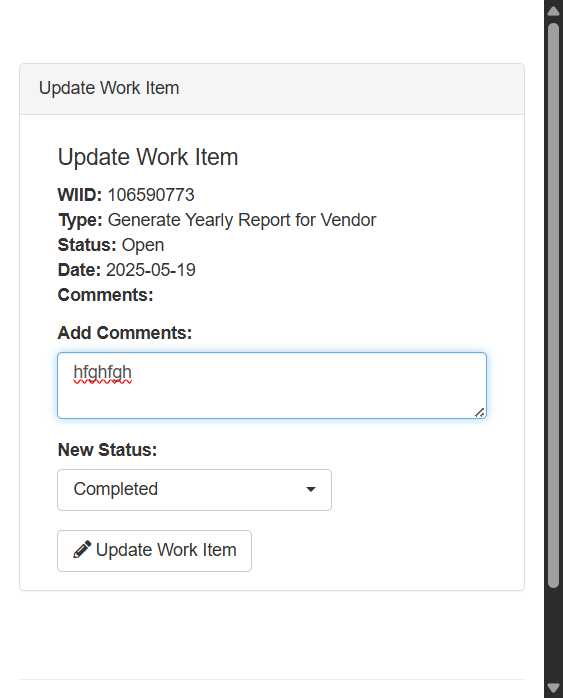 Update Work Item
Update Work Item
WIID: 106590773
Type: Generate Yearly Report for Vendor
Status: Open
Date: 2025-05-19
Comments:
Add Comments:
hfghfgh
New Status:
Completed
Update Work Item